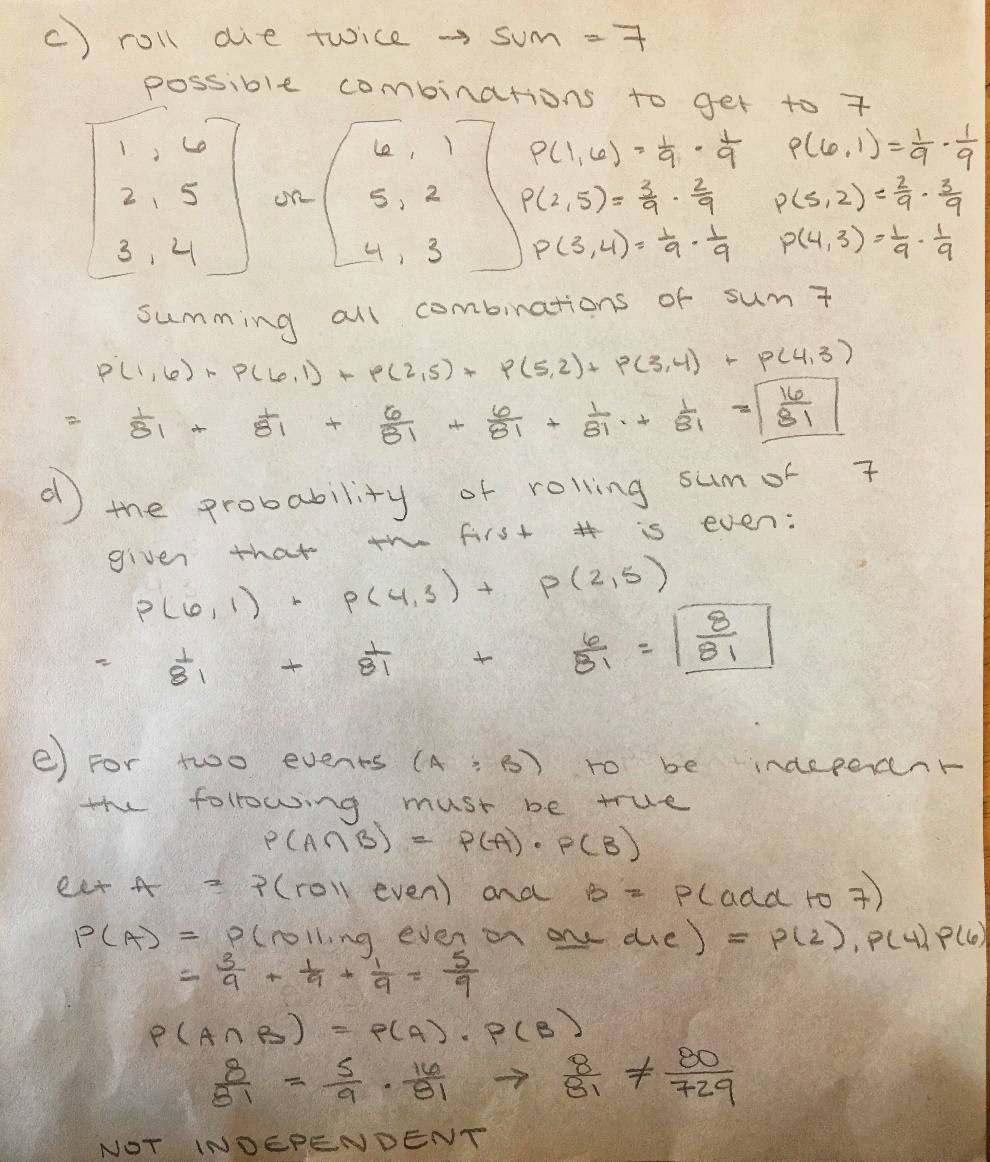 c) roll die twice → sum = 7
possible combinations to get to 7
1, 6 or 6, 1 P(1,6) = 1/9 · 1/9 P(6,1) = 1/9 · 1/9
2, 5 5, 2 P(2,5) = 3/9 · 2/9 P(5,2) = 2/9 · 3/9
3, 4 4, 3 P(3,4) = 1/9 · 1/9 P(4,3) = 1/9 · 1/9
summing all combinations of sum 7
P(1,6) + P(6,1) + P(2,5) + P(5,2) + P(3,4) + P(4,3)
= 1/81 + 1/81 + 6/81 + 6/81 + 1/81 · + 1/81 = 16/81
d) the probability of rolling sum of 7
given that the first # is even:
P(6,1) + P(4,3) + P(2,5)
= 1/81 + 1/81 + 6/81 = 8/81
e) For two events (A ; B) to be independent
the following must be true
P(A∩B) = P(A) · P(B)
let A = P(roll even) and B = P(add to 7)
P(A) = P(rolling even on one die) = P(2), P(4), P(6)
= 3/9 + 1/9 + 1/9 = 5/9
P(A∩B) = P(A) · P(B)
8/81 = 5/9 · 16/81 → 8/81 ≠ 80/729
NOT INDEPENDENT